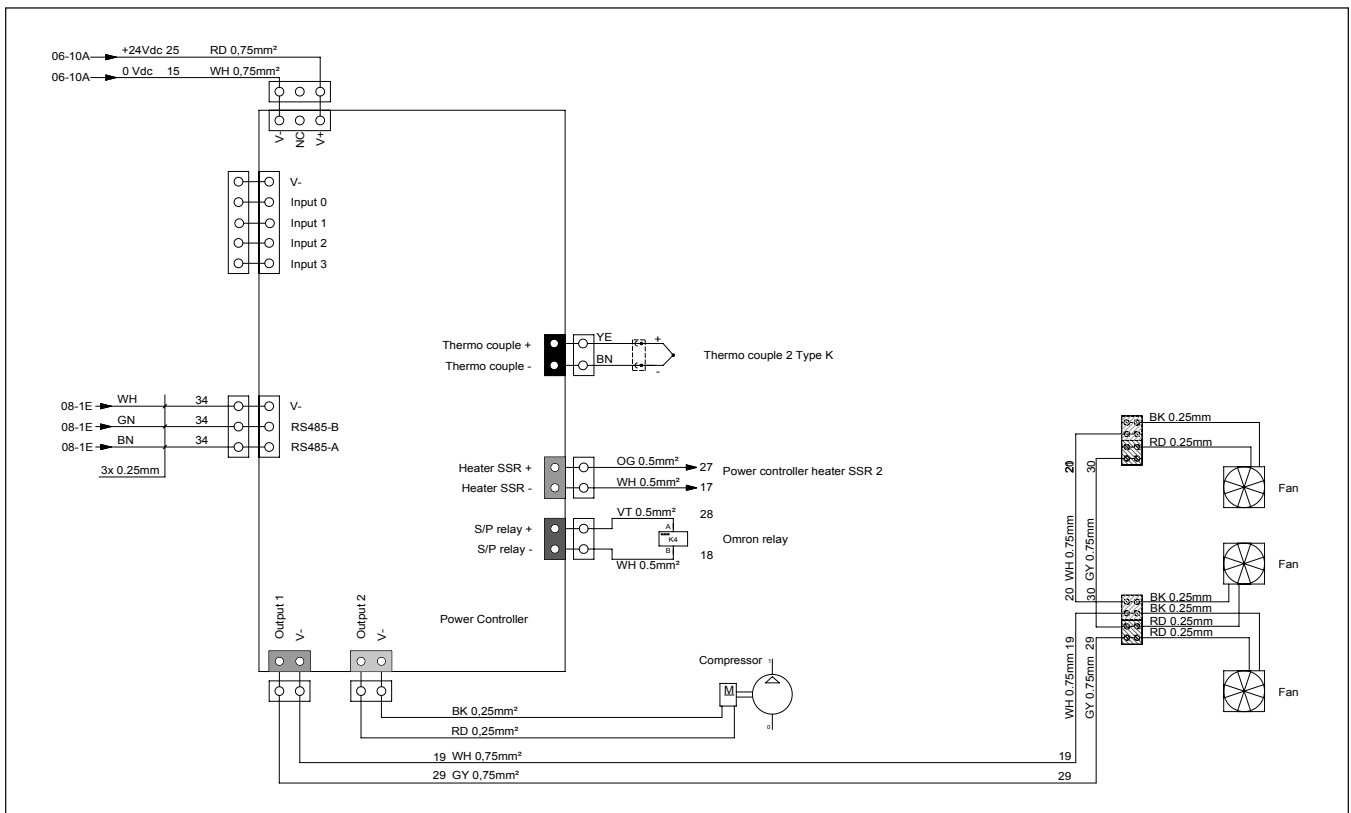 06-10A +24Vdc 25 RD 0,75mm²
06-10A 0 Vdc 15 WH 0,75mm²
V- NC V+
V-
Input 0
Input 1
Input 2
Input 3
Thermo couple + YE +
Thermo couple - BN -
Thermo couple 2 Type K
08-1E WH 34 V-
08-1E GN 34 RS485-B
08-1E BN 34 RS485-A
3x 0.25mm
Heater SSR + OG 0.5mm² 27
Power controller heater SSR 2
Heater SSR - WH 0.5mm² 17
VT 0.5mm² 28
S/P relay + A
K4 Omron relay
S/P relay - B 18
WH 0.5mm²
Power Controller
Output 1 V- Output 2 V-
Compressor 1
M
0
BK 0,25mm²
RD 0,25mm²
19 WH 0,75mm² 19
29 GY 0,75mm² 29
BK 0.25mm
RD 0.25mm
Fan
30
20 WH 0.75mm
30 GY 0.75mm
Fan
BK 0.25mm
BK 0.25mm
RD 0.25mm
RD 0.25mm
WH 0.75mm 19
GY 0.75mm 29
Fan